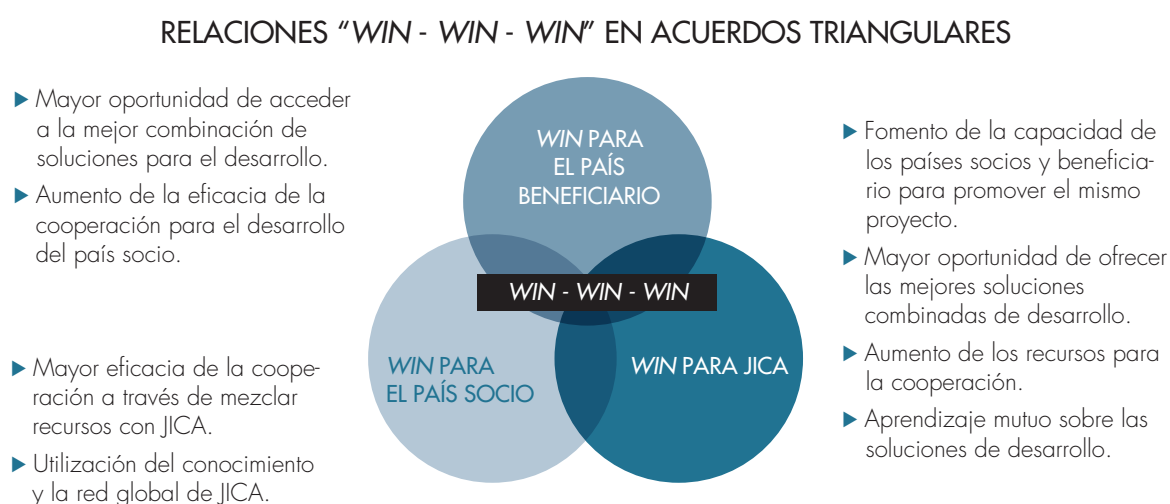 RELACIONES “WIN - WIN - WIN” EN ACUERDOS TRIANGULARES
▶ Mayor oportunidad de acceder
a la mejor combinación de
soluciones para el desarrollo.
▶ Aumento de la eficacia de la
cooperación para el desarrollo
del país socio.
▶ Mayor eficacia de la coope-
ración a través de mezclar
recursos con JICA.
▶ Utilización del conocimiento
y la red global de JICA.
WIN PARA
EL PAÍS
BENEFICIARIO
WIN - WIN - WIN
WIN PARA
EL PAÍS SOCIO
WIN PARA JICA
▶ Fomento de la capacidad de
los países socios y beneficia-
rio para promover el mismo
proyecto.
▶ Mayor oportunidad de ofrecer
las mejores soluciones
combinadas de desarrollo.
▶ Aumento de los recursos para
la cooperación.
▶ Aprendizaje mutuo sobre las
soluciones de desarrollo.